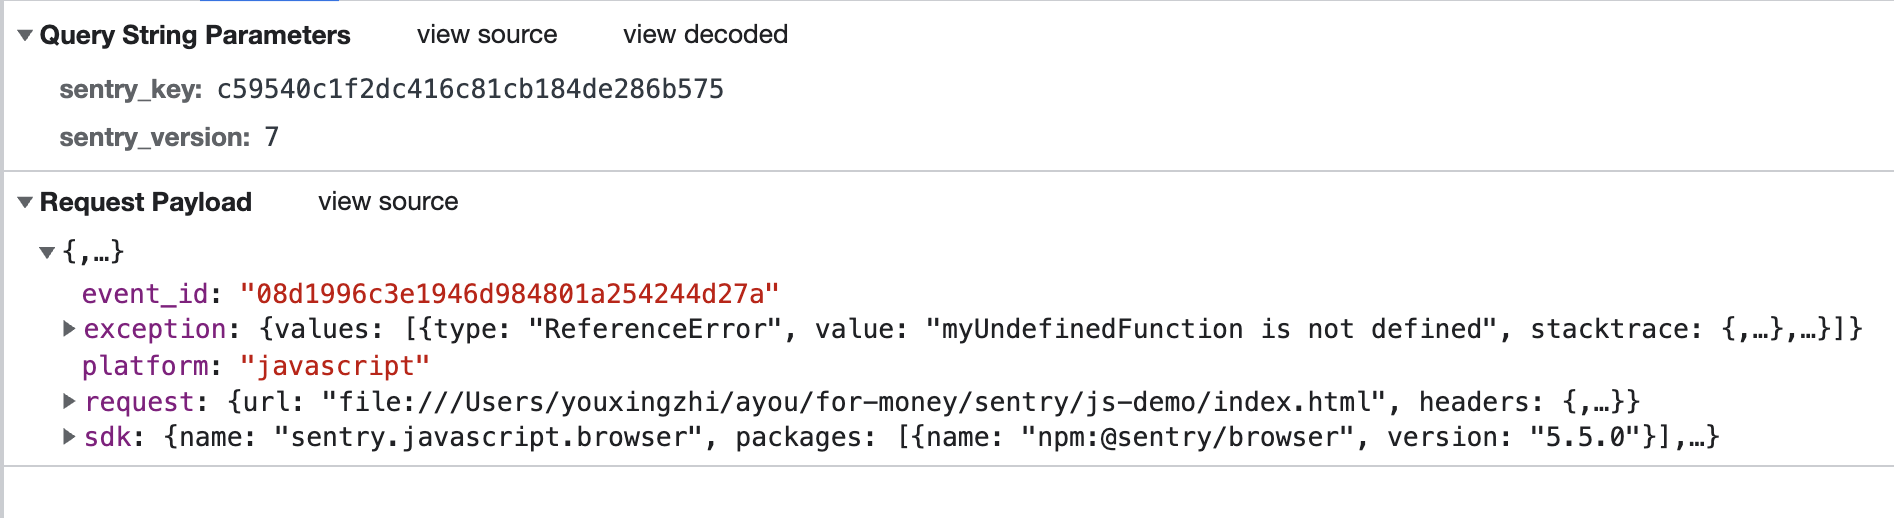 Query String Parameters view source view decoded
sentry_key: c59540c1f2dc416c81cb184de286b575
sentry_version: 7
Request Payload view source
{,…}
event_id: "08d1996c3e1946d984801a254244d27a"
exception: {values: [{type: "ReferenceError", value: "myUndefinedFunction is not defined", stacktrace: {,…},…}]}
platform: "javascript"
request: {url: "file:///Users/youxingzhi/ayou/for-money/sentry/js-demo/index.html", headers: {,…}}
sdk: {name: "sentry.javascript.browser", packages: [{name: "npm:@sentry/browser", version: "5.5.0"}],…}